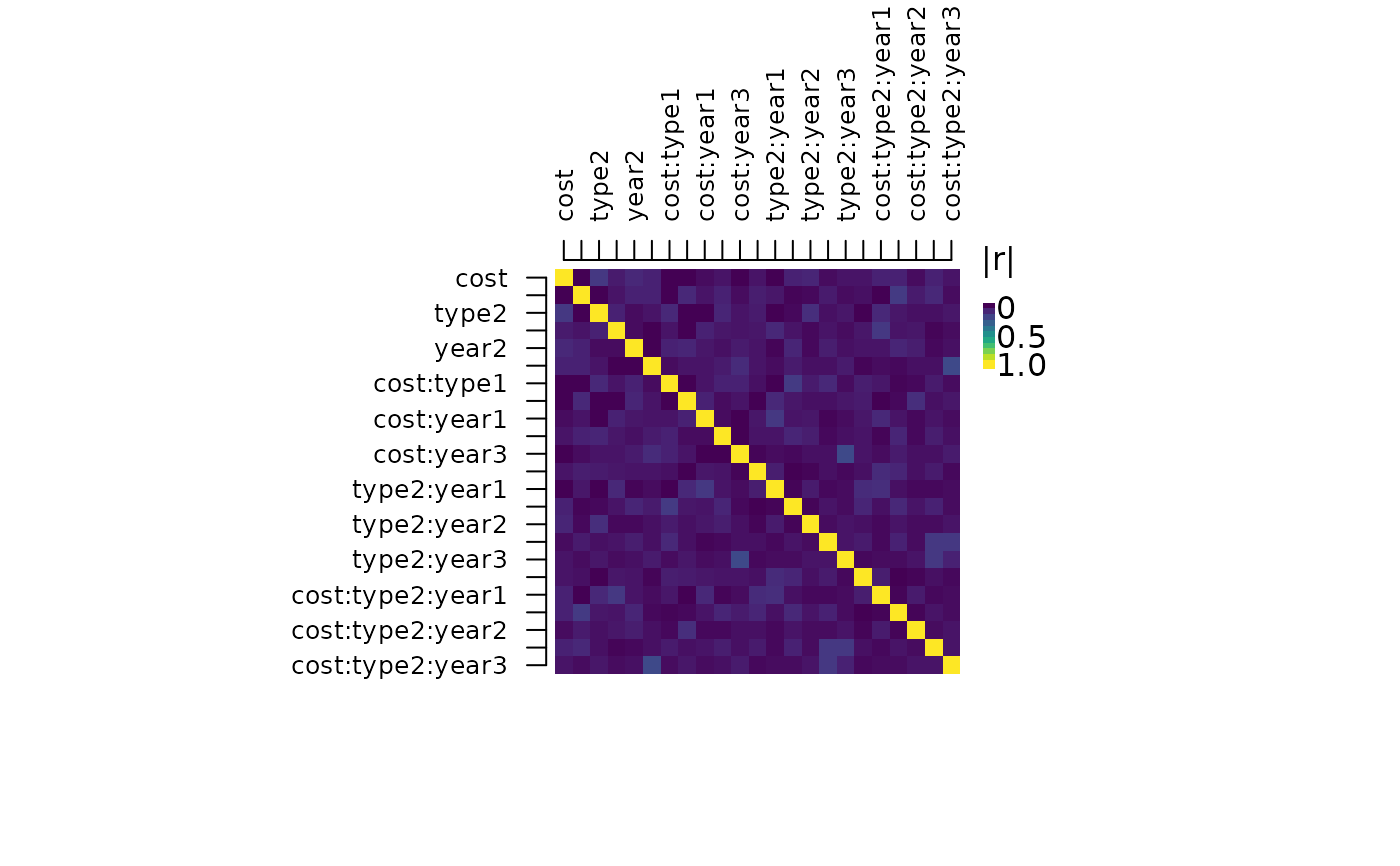 cost
type2
year2
cost:type1
cost:year1
cost:year3
type2:year1
type2:year2
type2:year3
cost:type2:year1
cost:type2:year2
cost:type2:year3
|r|
0
0.5
1.0
cost
type2
year2
cost:type1
cost:year1
cost:year3
type2:year1
type2:year2
type2:year3
cost:type2:year1
cost:type2:year2
cost:type2:year3